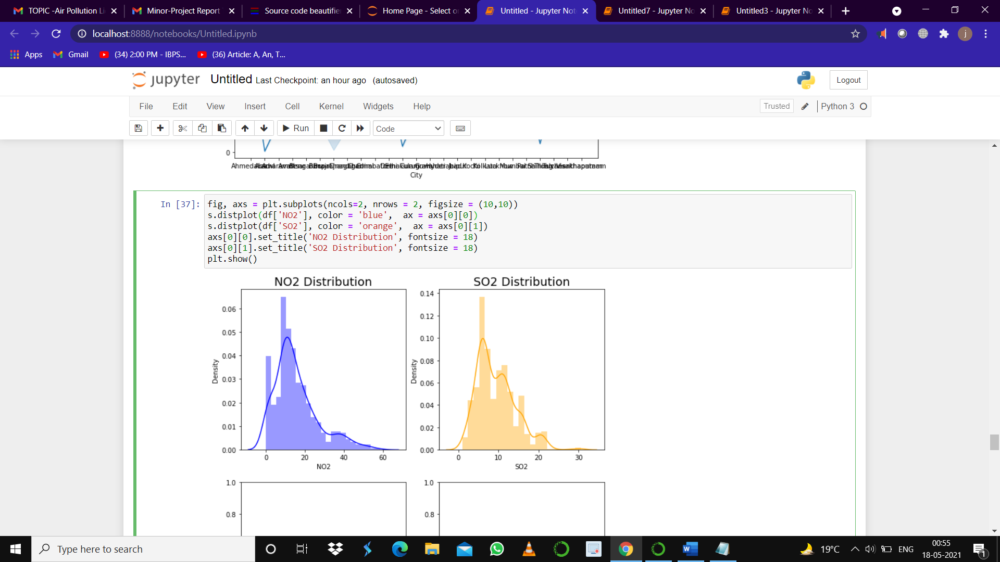 TOPIC -Air Pollution Li
Minor-Project Report
Source code beautifie
Home Page - Select or
Untitled - Jupyter Not
Untitled7 - Jupyter No
Untitled3 - Jupyter No
localhost:8888/notebooks/Untitled.ipynb
j
Apps
Gmail
(34) 2:00 PM - IBPS...
(36) Article: A, An, T...
jupyter Untitled Last Checkpoint: an hour ago (autosaved)
Logout
File Edit View Insert Cell Kernel Widgets Help
Trusted
Python 3
Run
Code
0
City
In [37]:
fig, axs = plt.subplots(ncols=2, nrows = 2, figsize = (10,10))
s.distplot(df['NO2'], color = 'blue',  ax = axs[0][0])
s.distplot(df['SO2'], color = 'orange',  ax = axs[0][1])
axs[0][0].set_title('NO2 Distribution', fontsize = 18)
axs[0][1].set_title('SO2 Distribution', fontsize = 18)
plt.show()
NO2 Distribution
0.06
0.05
0.04
0.03
0.02
0.01
0.00
Density
0 20 40 60
NO2
SO2 Distribution
0.14
0.12
0.10
0.08
0.06
0.04
0.02
0.00
Density
0 10 20 30
SO2
1.0
0.8
1.0
0.8
Type here to search
19°C
ENG
00:55
18-05-2021
1